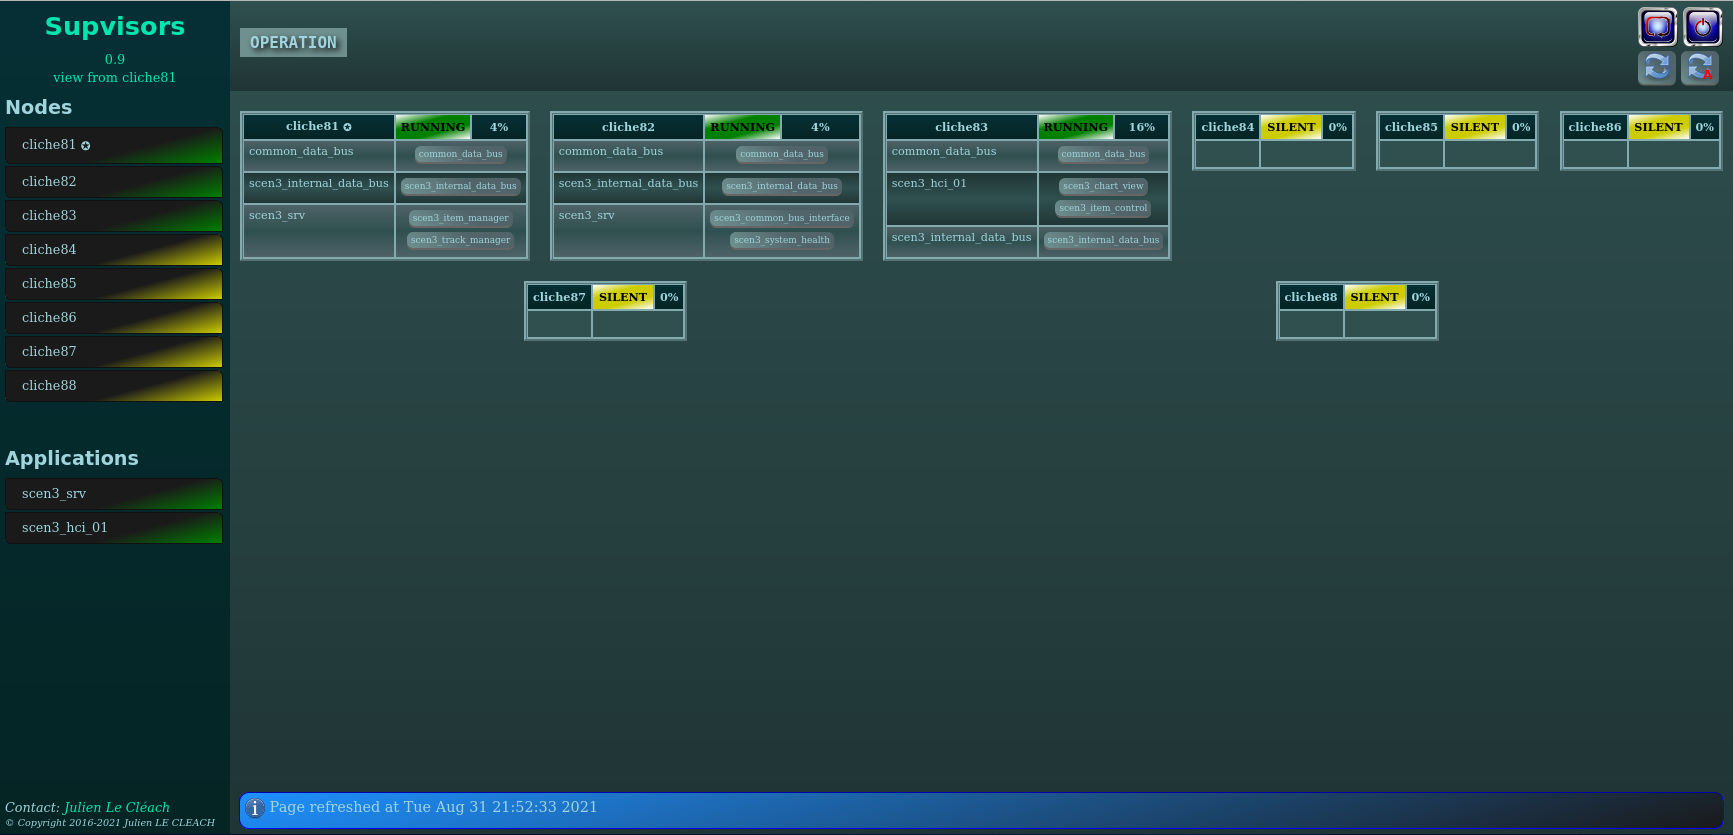 Supvisors
0.9
view from cliche81
Nodes
cliche81 ✪
cliche82
cliche83
cliche84
cliche85
cliche86
cliche87
cliche88
Applications
scen3_srv
scen3_hci_01
Contact: Julien Le Cléach
© Copyright 2016-2021 Julien LE CLEACH
OPERATION
A
cliche81 ✪ RUNNING 4%
common_data_bus common_data_bus
scen3_internal_data_bus scen3_internal_data_bus
scen3_srv scen3_item_manager
scen3_track_manager
cliche82 RUNNING 4%
common_data_bus common_data_bus
scen3_internal_data_bus scen3_internal_data_bus
scen3_srv scen3_common_bus_interface
scen3_system_health
cliche83 RUNNING 16%
common_data_bus common_data_bus
scen3_hci_01 scen3_chart_view
scen3_item_control
scen3_internal_data_bus scen3_internal_data_bus
cliche84 SILENT 0%
cliche85 SILENT 0%
cliche86 SILENT 0%
cliche87 SILENT 0%
cliche88 SILENT 0%
i Page refreshed at Tue Aug 31 21:52:33 2021